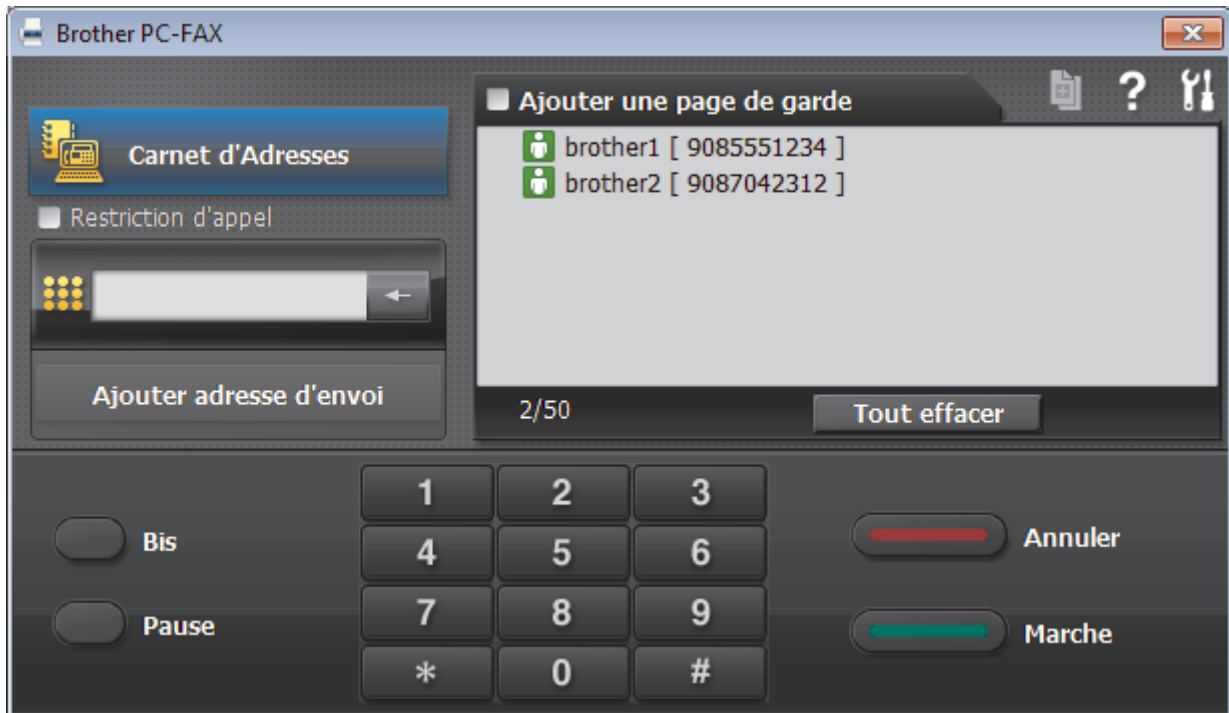 Brother PC-FAX
Carnet d'Adresses
Restriction d'appel
Ajouter adresse d'envoi
Ajouter une page de garde
?
brother1 [ 9085551234 ]
brother2 [ 9087042312 ]
2/50
Tout effacer
Bis
Pause
1 2 3
4 5 6
7 8 9
* 0 #
Annuler
Marche